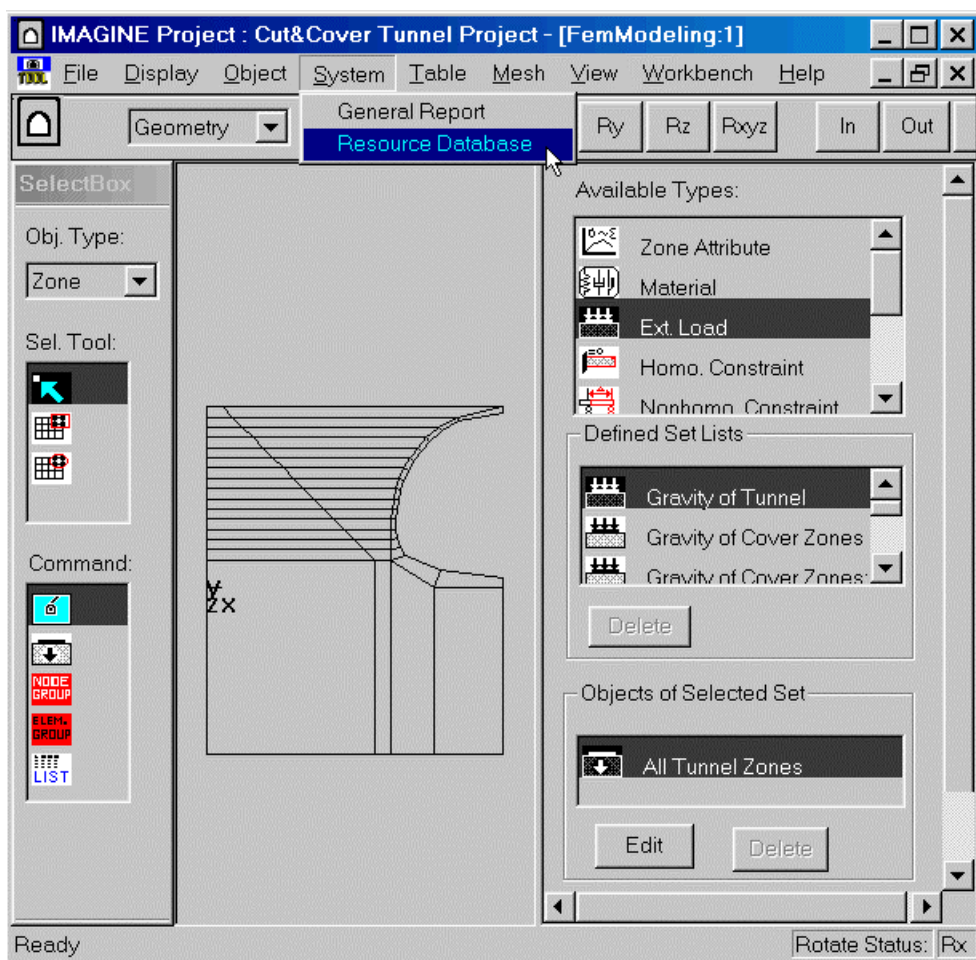 IMAGINE Project : Cut&Cover Tunnel Project - [FemModeling:1]
File Display Object System Table Mesh View Workbench Help
General Report
Resource Database
Geometry
Ry Rz Rxyz In Out
SelectBox
Obj. Type:
Zone
Sel. Tool:
Command:
NODE
GROUP
ELEM.
GROUP
LIST
y
zx
Available Types:
Zone Attribute
Material
Ext. Load
Homo. Constraint
Nonhomo. Constraint
Defined Set Lists
Gravity of Tunnel
Gravity of Cover Zones
Gravity of Cover Zones:
Delete
Objects of Selected Set
All Tunnel Zones
Edit Delete
Ready
Rotate Status: Rx